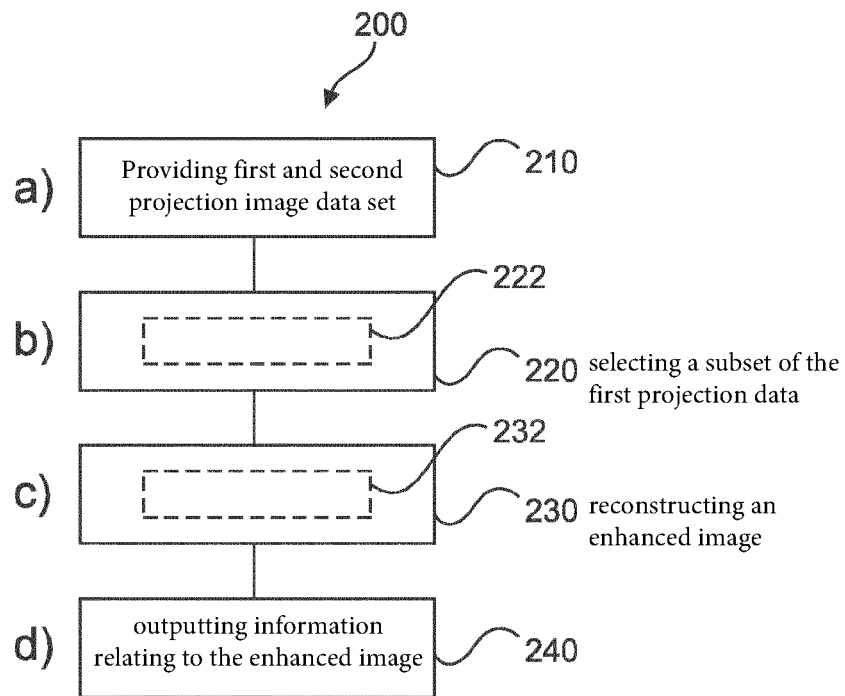 200
a)
Providing first and second
projection image data set
210
b)
222
220
selecting a subset of the
first projection data
c)
232
230
reconstructing an
enhanced image
d)
outputting information
relating to the enhanced image
240